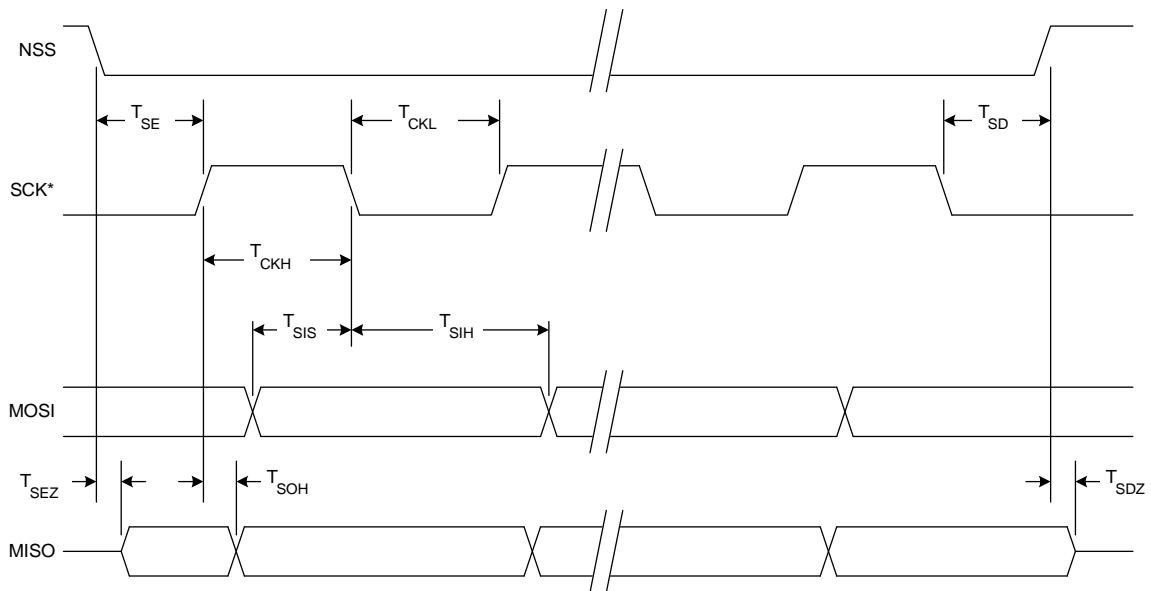 NSS
T_SE
T_CKL
T_SD
SCK*
T_CKH
T_SIS
T_SIH
MOSI
T_SEZ
T_SOH
T_SDZ
MISO